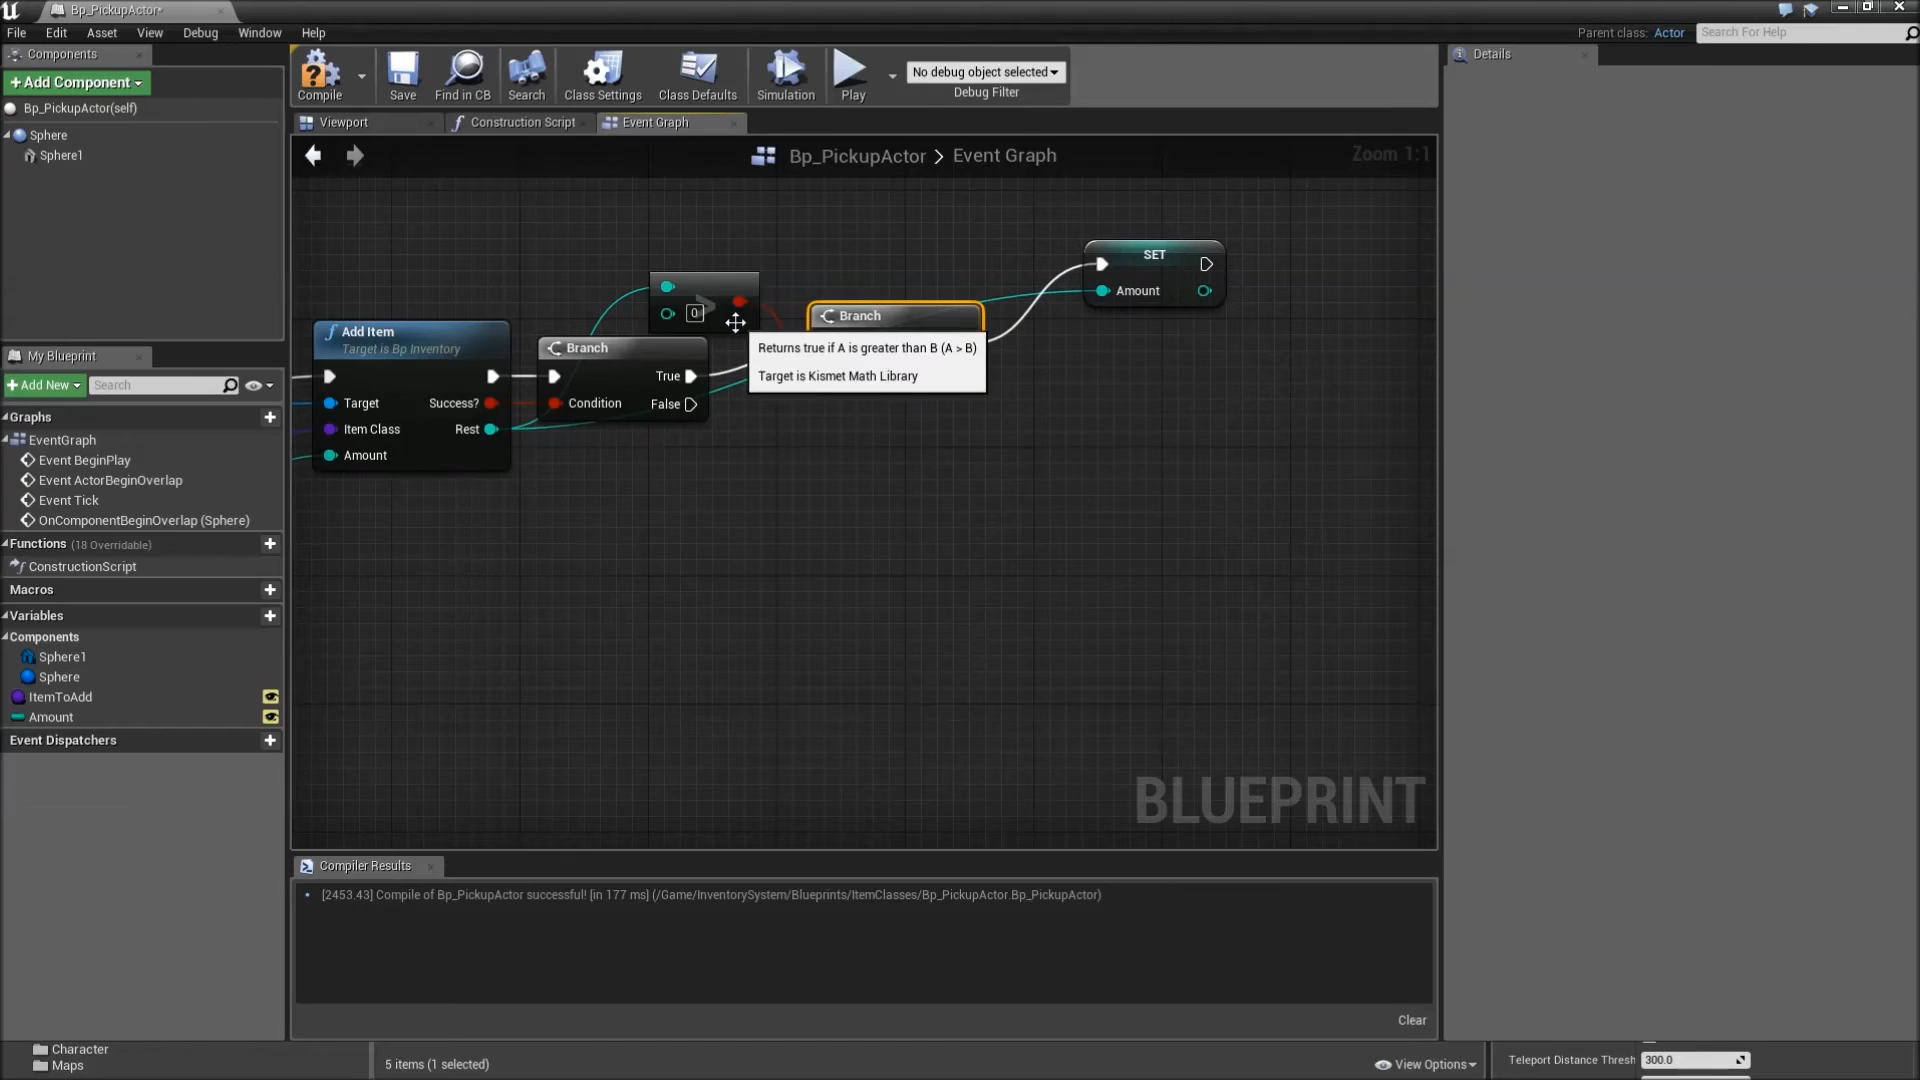 Bp_PickupActor*
File Edit Asset View Debug Window Help
Parent class: Actor
Search For Help
Components
+Add Component
Bp_PickupActor(self)
Sphere
Sphere1
Compile
Save
Find in CB
Search
Class Settings
Class Defaults
Simulation
Play
No debug object selected
Debug Filter
Details
Viewport
Construction Script
Event Graph
Bp_PickupActor > Event Graph
Zoom 1:1
SET
Amount
0
>
Branch
Returns true if A is greater than B (A > B)
Target is Kismet Math Library
Add Item
Target is Bp Inventory
Target
Success?
Item Class
Rest
Amount
Branch
True
Condition
False
BLUEPRINT
My Blueprint
+Add New
Search
Graphs
EventGraph
Event BeginPlay
Event ActorBeginOverlap
Event Tick
OnComponentBeginOverlap (Sphere)
Functions (18 Overridable)
ConstructionScript
Macros
Variables
Components
Sphere1
Sphere
ItemToAdd
Amount
Event Dispatchers
Compiler Results
[2453.43] Compile of Bp_PickupActor successful! [in 177 ms] (/Game/InventorySystem/Blueprints/ItemClasses/Bp_PickupActor.Bp_PickupActor)
Clear
Character
Maps
5 items (1 selected)
View Options
Teleport Distance Thresh
300.0